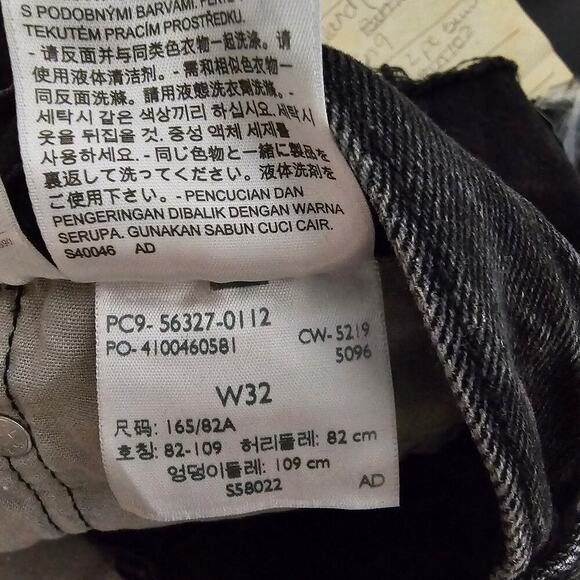 S PODOBNÝMI BARVAMI. PERTE
TEKUTÉM PRACÍM PROSTŘEDKU.
- 请反面并与同类色衣物一起洗涤。请
使用液体清洁剂。- 需和相似色衣物一
同反面洗滌。請用液態洗衣劑洗滌。-
세탁시 같은 색상끼리 하십시요. 세탁시
옷을 뒤집을 것. 중성 액체 세제를
사용하세요. - 同じ色物と一緒に製品を
裏返して洗ってください。液体洗剤をご
使用下さい。- PENCUCIAN DAN
PENGERINGAN DIBALIK DENGAN WARNA
SERUPA. GUNAKAN SABUN CUCI CAIR.
S40046 AD
PC9- 56327-0112
PO- 4100460581
CW- 5219
5096
W32
尺码: 165/82A
호칭: 82-109 허리둘레: 82 cm
엉덩이둘레: 109 cm
S58022 AD